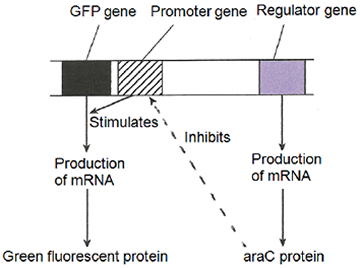 GFP gene Promoter gene Regulator gene
Stimulates
Inhibits
Production
of mRNA
Production
of mRNA
Green fluorescent protein
araC protein